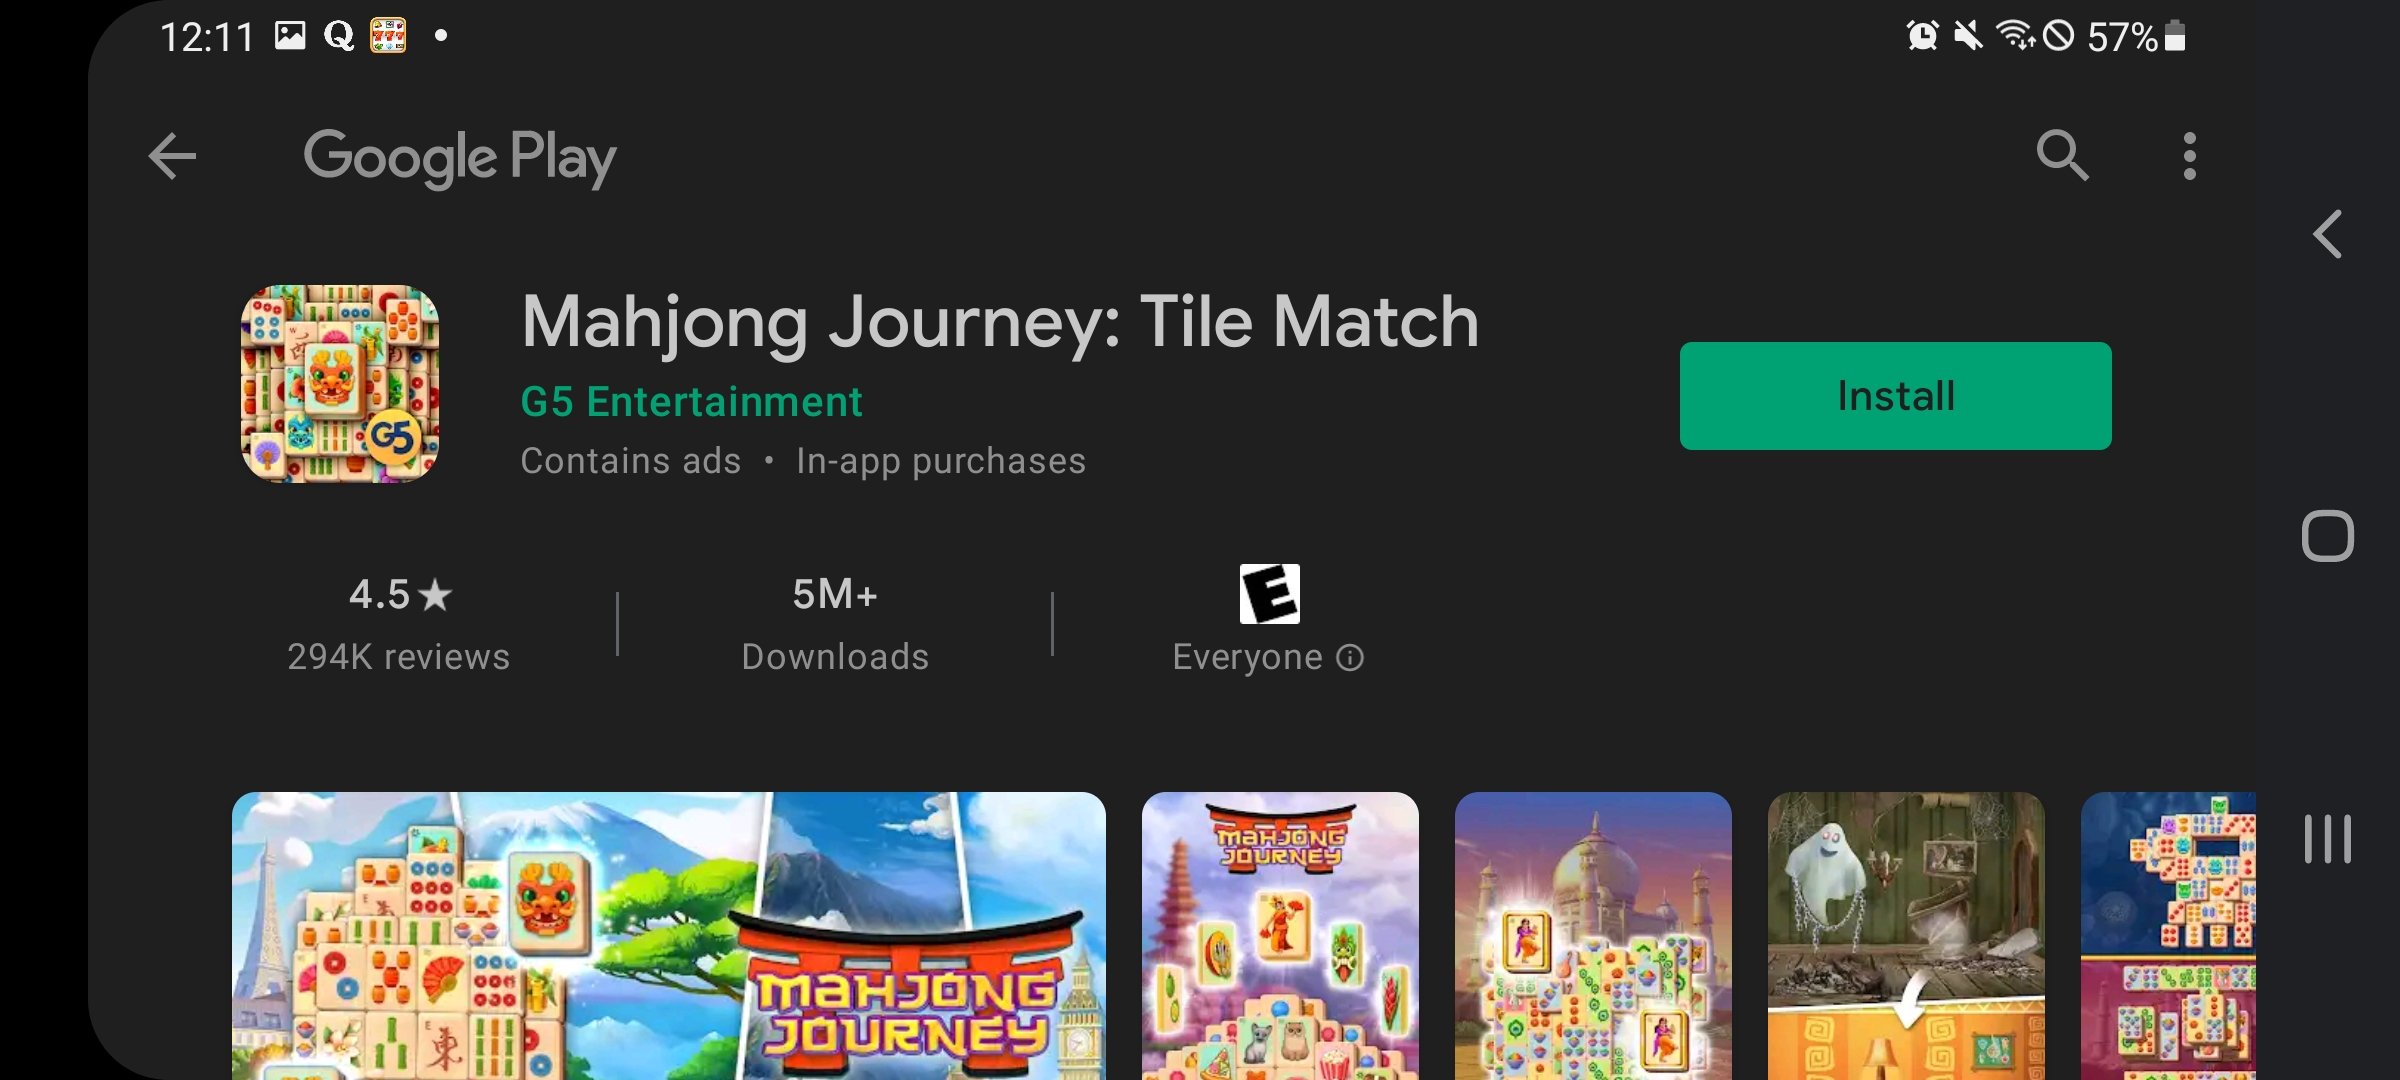 12:11
57%
Google Play
Mahjong Journey: Tile Match
G5 Entertainment
Contains ads • In-app purchases
Install
G5
4.5★
294K reviews
5M+
Downloads
E
Everyone
MAHJONG
JOURNEY
MAHJONG
JOURNEY